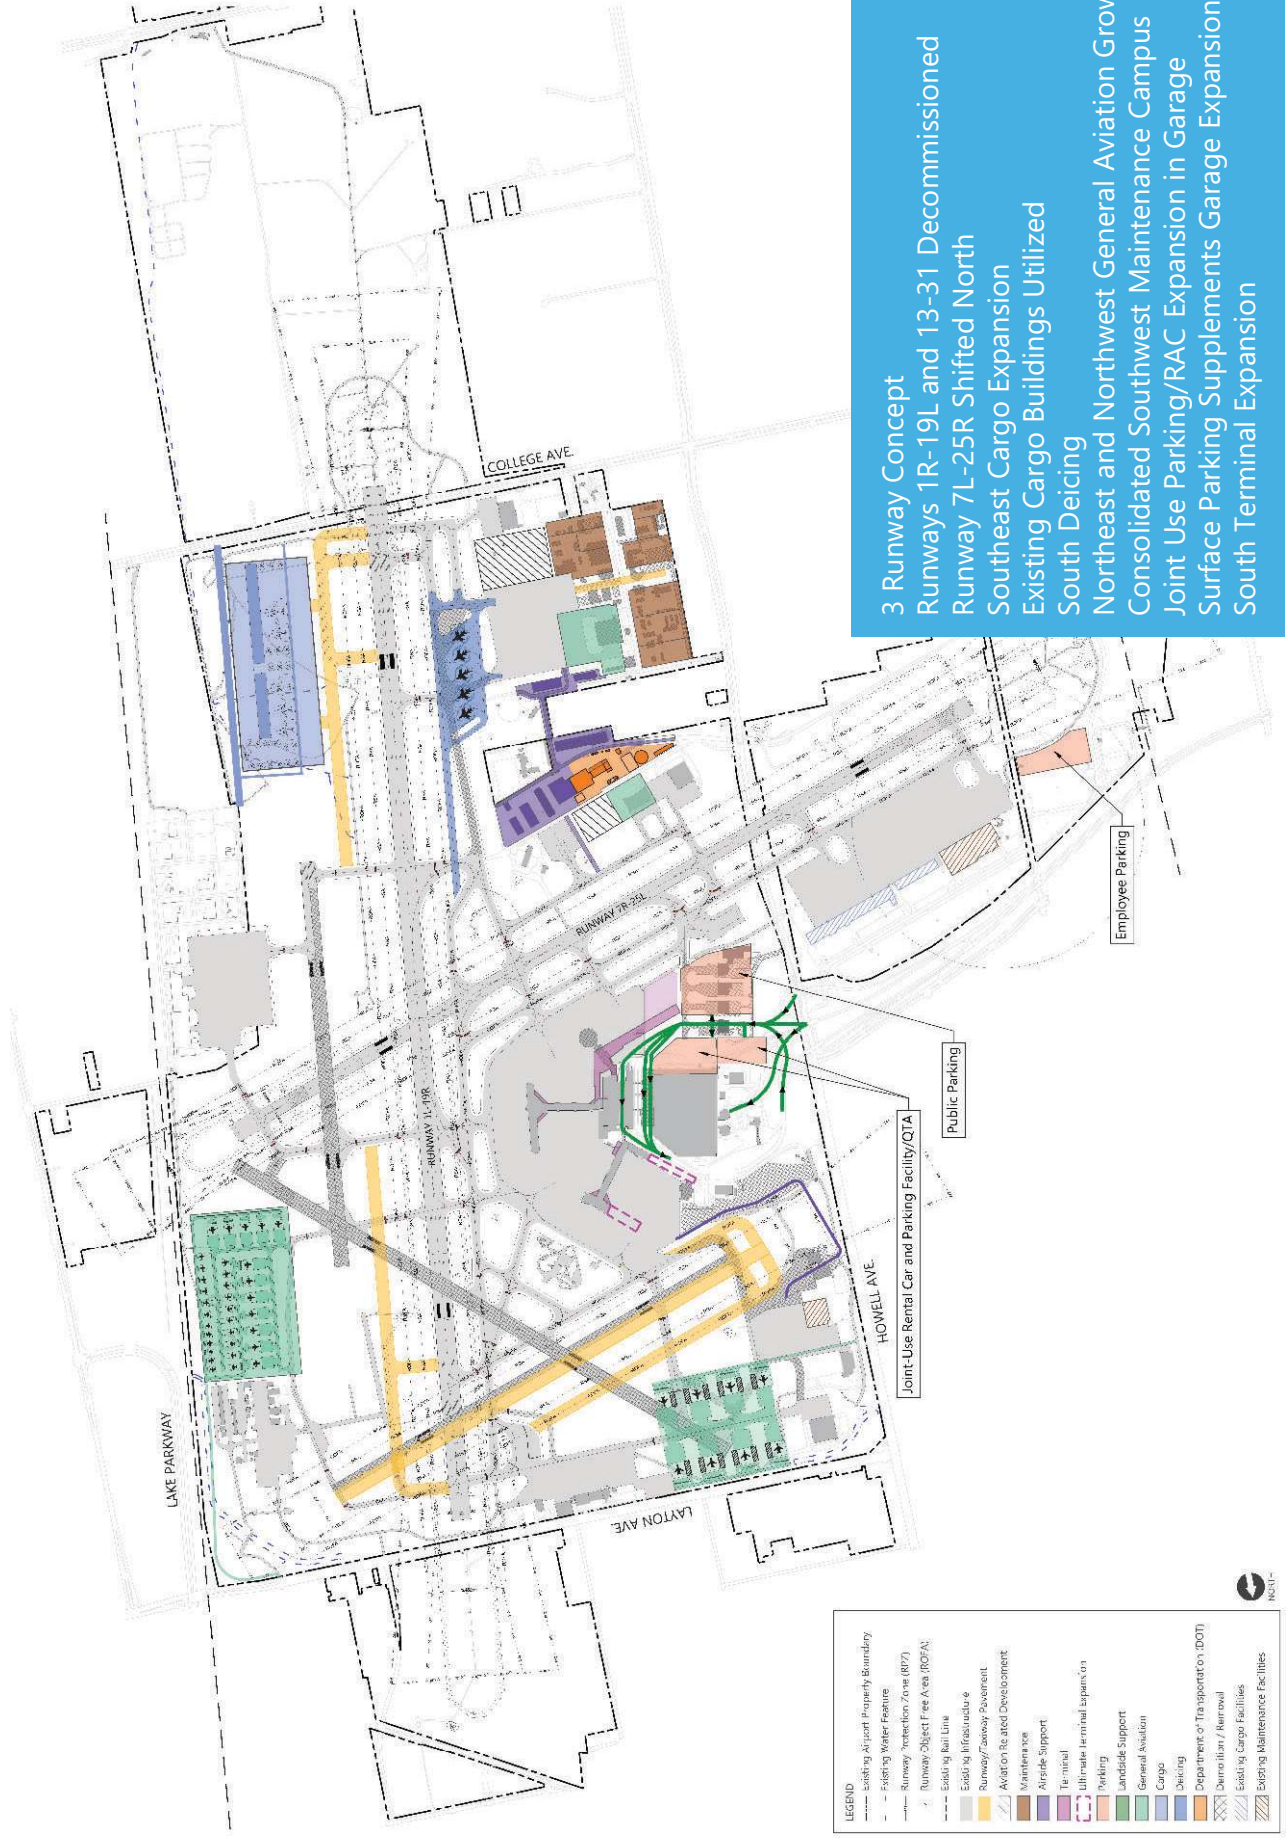 3 Runway Concept
Runways 1R-19L and 13-31 Decommissioned
Runway 7L-25R Shifted North
Southeast Cargo Expansion
Existing Cargo Buildings Utilized
South Deicing
Northeast and Northwest General Aviation Grow
Consolidated Southwest Maintenance Campus
Joint Use Parking/RAC Expansion in Garage
Surface Parking Supplements Garage Expansion
South Terminal Expansion
COLLEGE AVE.
LAKE PARKWAY
LAYTON AVE.
HOWELL AVE.
RUNWAY 1L-19R
RUNWAY 7R-25L
Employee Parking
Public Parking
Joint-Use Rental Car and Parking Facility/QTA
LEGEND
Existing Airport Property Boundary
Existing Water Feature
Runway Protection Zone (RPZ)
Runway Object Free Area (ROFA)
Existing Rail Line
Existing Infrastructure
Runway/Taxiway Pavement
Aviation Related Development
Maintenance
Airside Support
Terminal
Ultimate Terminal Expansion
Parking
Landside Support
General Aviation
Cargo
Deicing
Department of Transportation (DOT)
Demolition / Removal
Existing Cargo Facilities
Existing Maintenance Facilities
NORTH